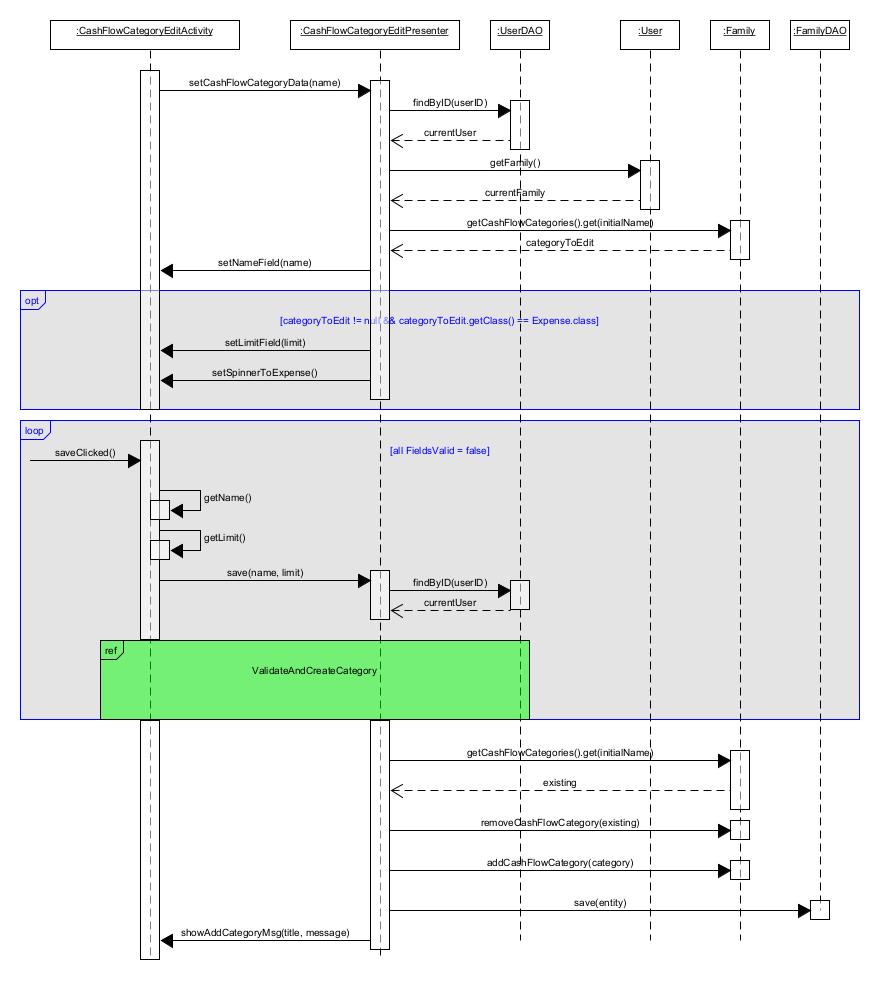 :CashFlowCategoryEditActivity
:CashFlowCategoryEditPresenter
:UserDAO
:User
:Family
:FamilyDAO
setCashFlowCategoryData(name)
findByID(userID)
currentUser
getFamily()
currentFamily
getCashFlowCategories().get(initialName)
categoryToEdit
setNameField(name)
opt
[categoryToEdit != null && categoryToEdit.getClass() == Expense.class]
setLimitField(limit)
setSpinnerToExpense()
loop
[all FieldsValid = false]
saveClicked()
getName()
getLimit()
save(name, limit)
findByID(userID)
currentUser
ref
ValidateAndCreateCategory
getCashFlowCategories().get(initialName)
existing
removeCashFlowCategory(existing)
addCashFlowCategory(category)
save(entity)
showAddCategoryMsg(title, message)